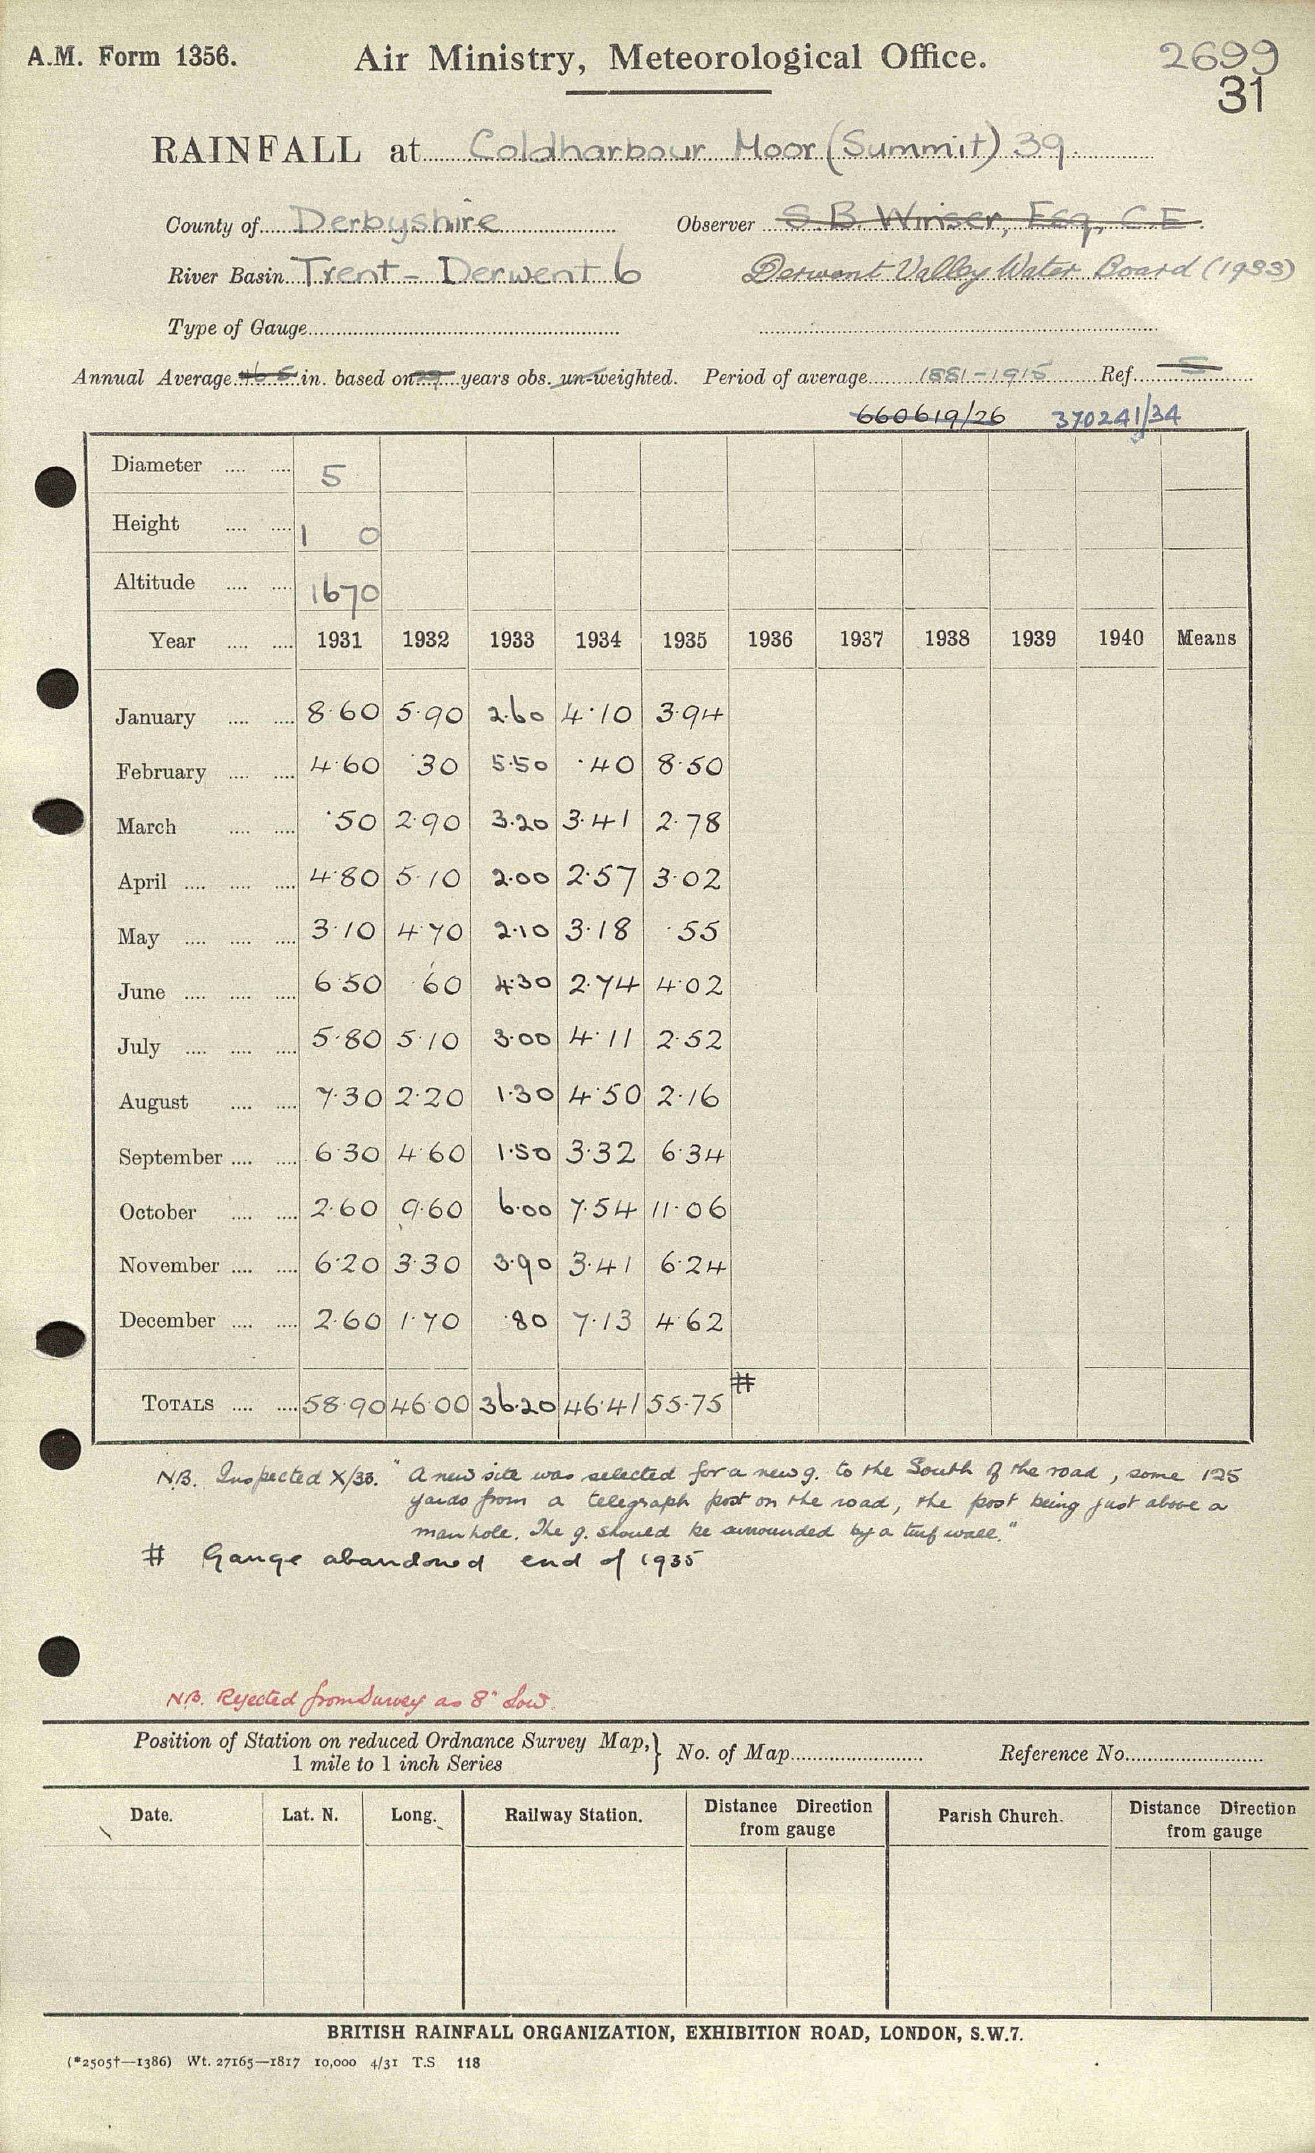 A.M. Form 1356.
Air Ministry, Meteorological Office.
2699
31
RAINFALL at Coldharbour Moor (Summit) 39
County of Derbyshire Observer S.B. Winser, Esq, C.E.
River Basin Trent - Derwent 6 Derwent Valley Water Board (1933)
Type of Gauge
Annual Average in. based on years obs. un-weighted. Period of average 1881-1915 Ref. S
660619/26 370241/34
Diameter .... .... 5
Height .... .... 1 0
Altitude .... .... 1670
Year .... .... 1931 1932 1933 1934 1935 1936 1937 1938 1939 1940 Means
January .... .... 8·60 5·90 2·60 4·10 3·94
February .... .... 4·60 ·30 5·50 ·40 8·50
March .... .... ·50 2·90 3·20 3·41 2·78
April .... .... .... 4·80 5·10 2·00 2·57 3·02
May .... .... .... 3·10 4·70 2·10 3·18 ·55
June .... .... .... 6·50 ·60 4·30 2·74 4·02
July .... .... .... 5·80 5·10 3·00 4·11 2·52
August .... .... 7·30 2·20 1·30 4·50 2·16
September .... .... 6·30 4·60 1·50 3·32 6·34
October .... .... 2·60 9·60 6·00 7·54 11·06
November .... .... 6·20 3·30 3·90 3·41 6·24
December .... .... 2·60 1·70 ·80 7·13 4·62
TOTALS .... .... 58·90 46·00 36·20 46·41 55·75 #
N.B. Inspected X/33. "A new site was selected for a new g. to the South of the road, some 125
yards from a telegraph post on the road, the post being just above a
manhole. The g. should be surrounded by a turf wall."
# Gauge abandoned end of 1935
N.B. Rejected from Survey as 8" low.
Position of Station on reduced Ordnance Survey Map,
1 mile to 1 inch Series } No. of Map Reference No.
Date. Lat. N. Long. Railway Station. Distance Direction from gauge Parish Church. Distance Direction from gauge
BRITISH RAINFALL ORGANIZATION, EXHIBITION ROAD, LONDON, S.W.7.
(*2505†—1386) Wt. 27165—1817 10,000 4/31 T.S 118